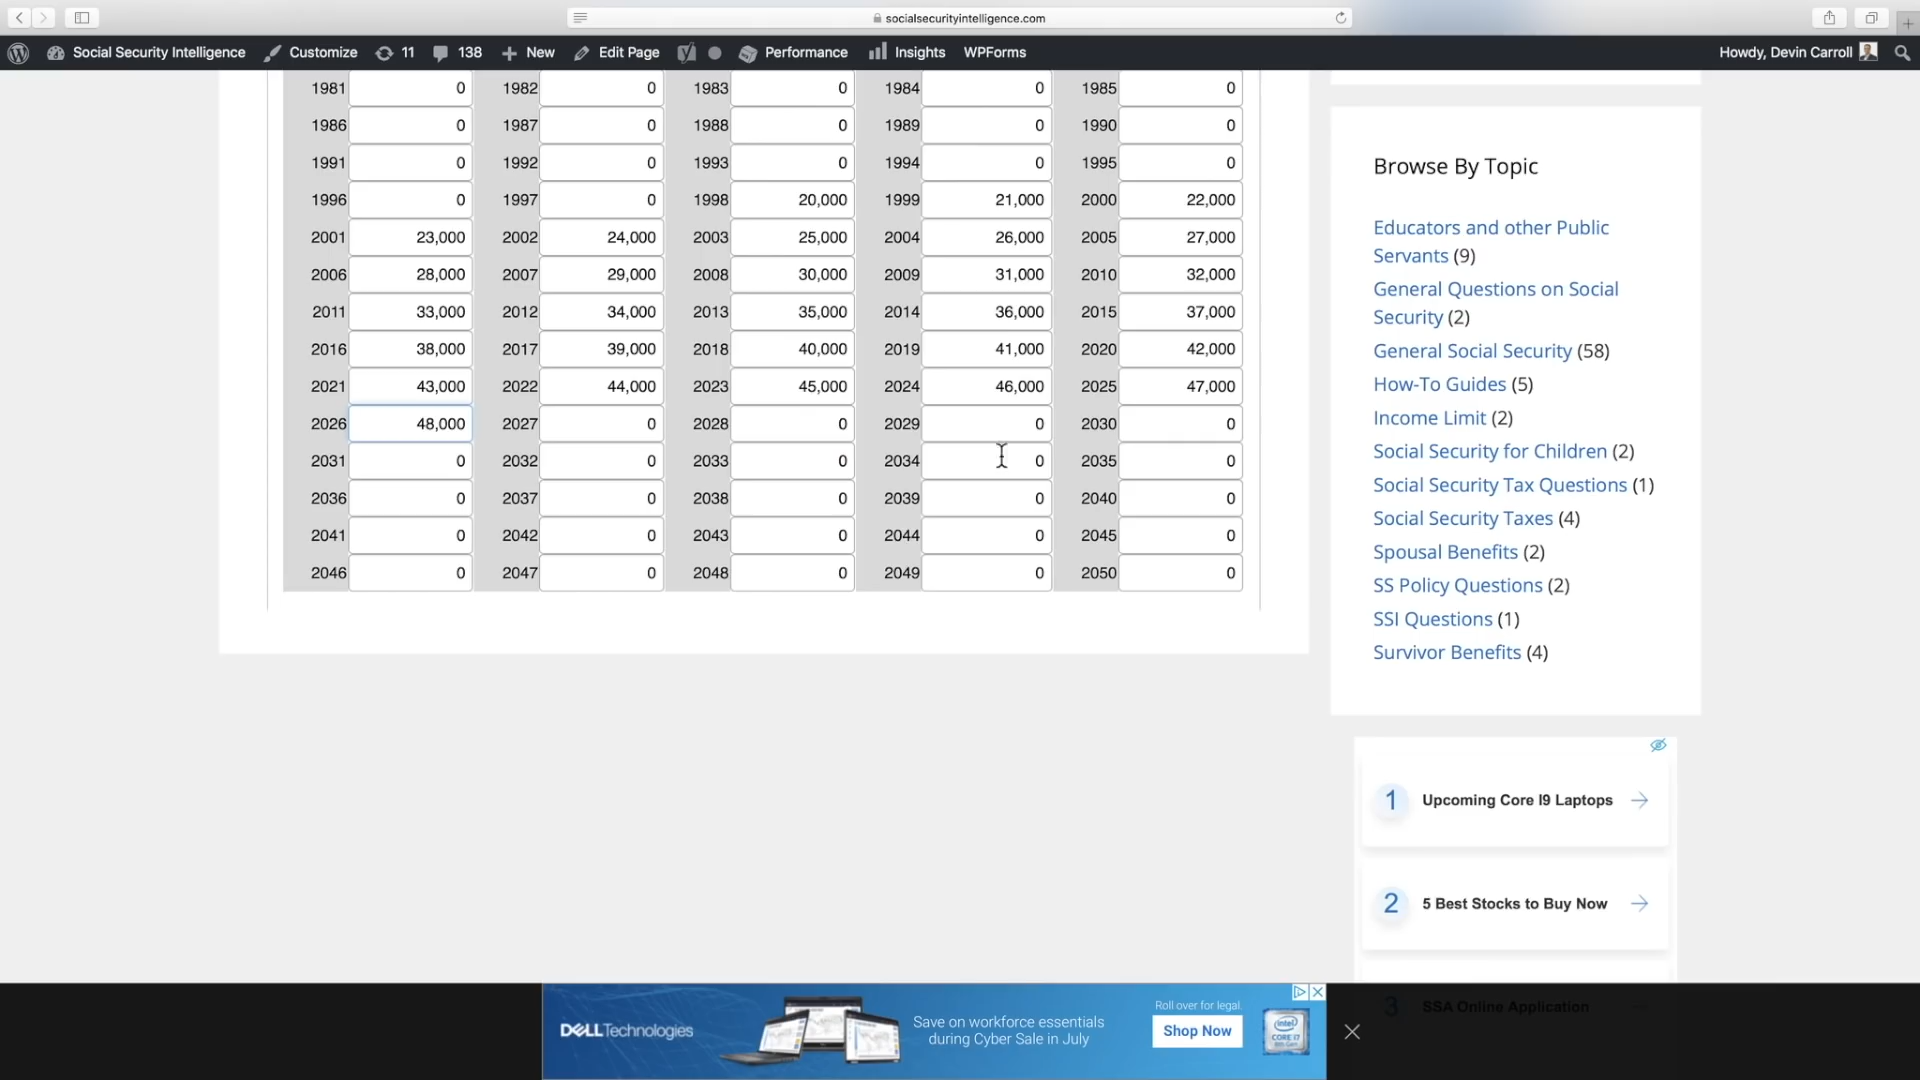 socialsecurityintelligence.com
Social Security Intelligence Customize 11 138 New Edit Page Performance Insights WPForms Howdy, Devin Carroll
1981 0 1982 0 1983 0 1984 0 1985 0
1986 0 1987 0 1988 0 1989 0 1990 0
1991 0 1992 0 1993 0 1994 0 1995 0
1996 0 1997 0 1998 20,000 1999 21,000 2000 22,000
2001 23,000 2002 24,000 2003 25,000 2004 26,000 2005 27,000
2006 28,000 2007 29,000 2008 30,000 2009 31,000 2010 32,000
2011 33,000 2012 34,000 2013 35,000 2014 36,000 2015 37,000
2016 38,000 2017 39,000 2018 40,000 2019 41,000 2020 42,000
2021 43,000 2022 44,000 2023 45,000 2024 46,000 2025 47,000
2026 48,000 2027 0 2028 0 2029 0 2030 0
2031 0 2032 0 2033 0 2034 0 2035 0
2036 0 2037 0 2038 0 2039 0 2040 0
2041 0 2042 0 2043 0 2044 0 2045 0
2046 0 2047 0 2048 0 2049 0 2050 0
Browse By Topic
Educators and other Public
Servants (9)
General Questions on Social
Security (2)
General Social Security (58)
How-To Guides (5)
Income Limit (2)
Social Security for Children (2)
Social Security Tax Questions (1)
Social Security Taxes (4)
Spousal Benefits (2)
SS Policy Questions (2)
SSI Questions (1)
Survivor Benefits (4)
1 Upcoming Core I9 Laptops
2 5 Best Stocks to Buy Now
3 SSA Online Application
DELLTechnologies
Save on workforce essentials
during Cyber Sale in July
Roll over for legal.
Shop Now
intel
CORE i7
8th Gen